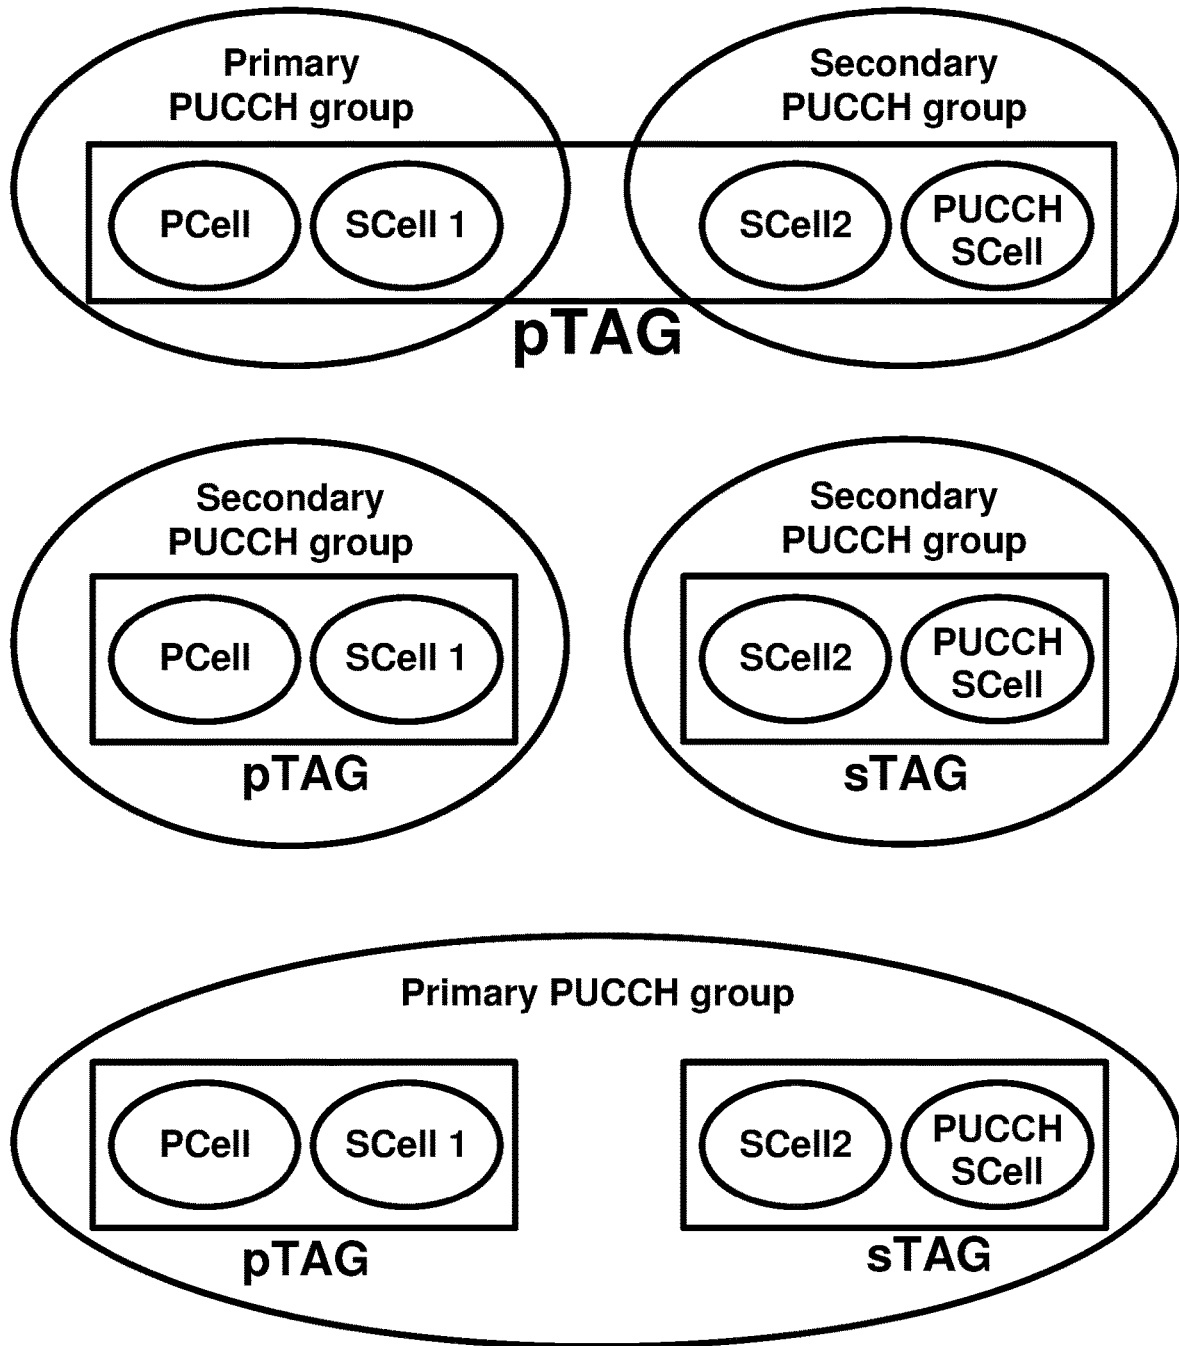 Primary
PUCCH group
Secondary
PUCCH group
PCell
SCell 1
SCell2
PUCCH
SCell
pTAG
Secondary
PUCCH group
Secondary
PUCCH group
PCell
SCell 1
SCell2
PUCCH
SCell
pTAG
sTAG
Primary PUCCH group
PCell
SCell 1
SCell2
PUCCH
SCell
pTAG
sTAG